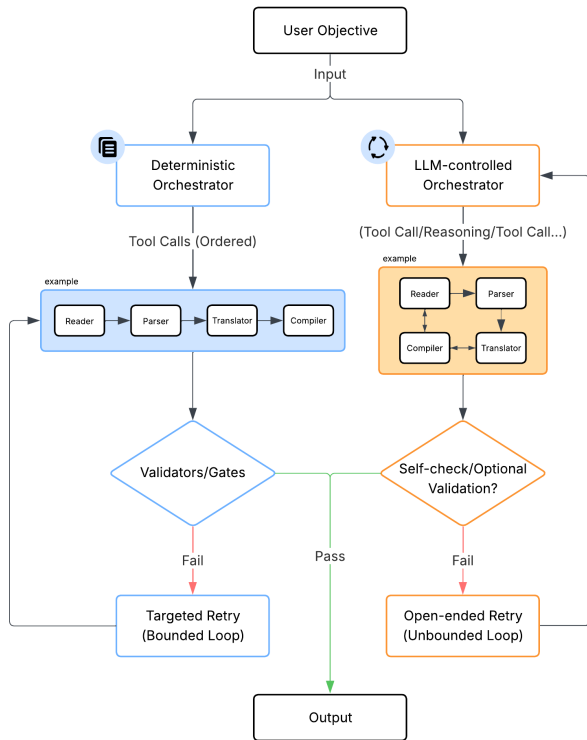 User Objective
Input
Deterministic
Orchestrator
LLM-controlled
Orchestrator
Tool Calls (Ordered)
(Tool Call/Reasoning/Tool Call...)
example
Reader
Parser
Translator
Compiler
example
Reader
Parser
Compiler
Translator
Validators/Gates
Self-check/Optional
Validation?
Fail
Pass
Fail
Targeted Retry
(Bounded Loop)
Open-ended Retry
(Unbounded Loop)
Output